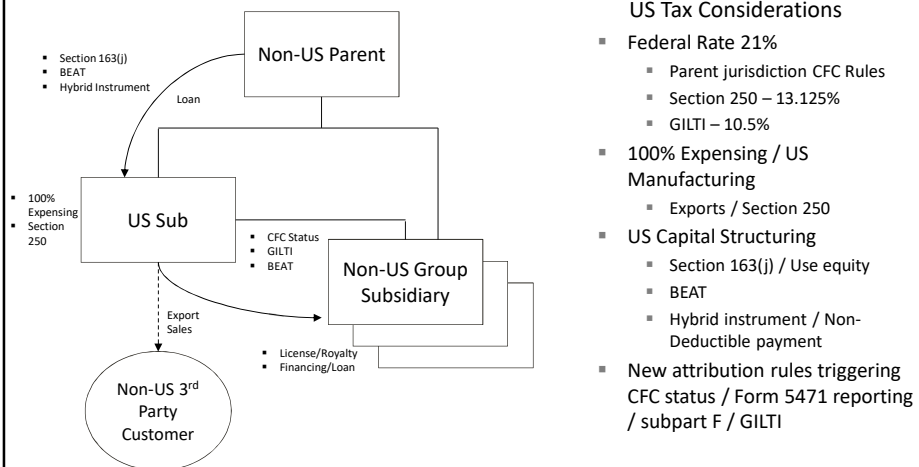 US Tax Considerations
Non-US Parent
▪ Section 163(j)
▪ BEAT
▪ Hybrid Instrument
Loan
▪ 100%
Expensing
▪ Section
250
US Sub
▪ CFC Status
▪ GILTI
▪ BEAT
Non-US Group
Subsidiary
Export
Sales
▪ License/Royalty
▪ Financing/Loan
Non-US 3rd
Party
Customer
▪ Federal Rate 21%
▪ Parent jurisdiction CFC Rules
▪ Section 250 – 13.125%
▪ GILTI – 10.5%
▪ 100% Expensing / US
Manufacturing
▪ Exports / Section 250
▪ US Capital Structuring
▪ Section 163(j) / Use equity
▪ BEAT
▪ Hybrid instrument / Non-
Deductible payment
▪ New attribution rules triggering
CFC status / Form 5471 reporting
/ subpart F / GILTI